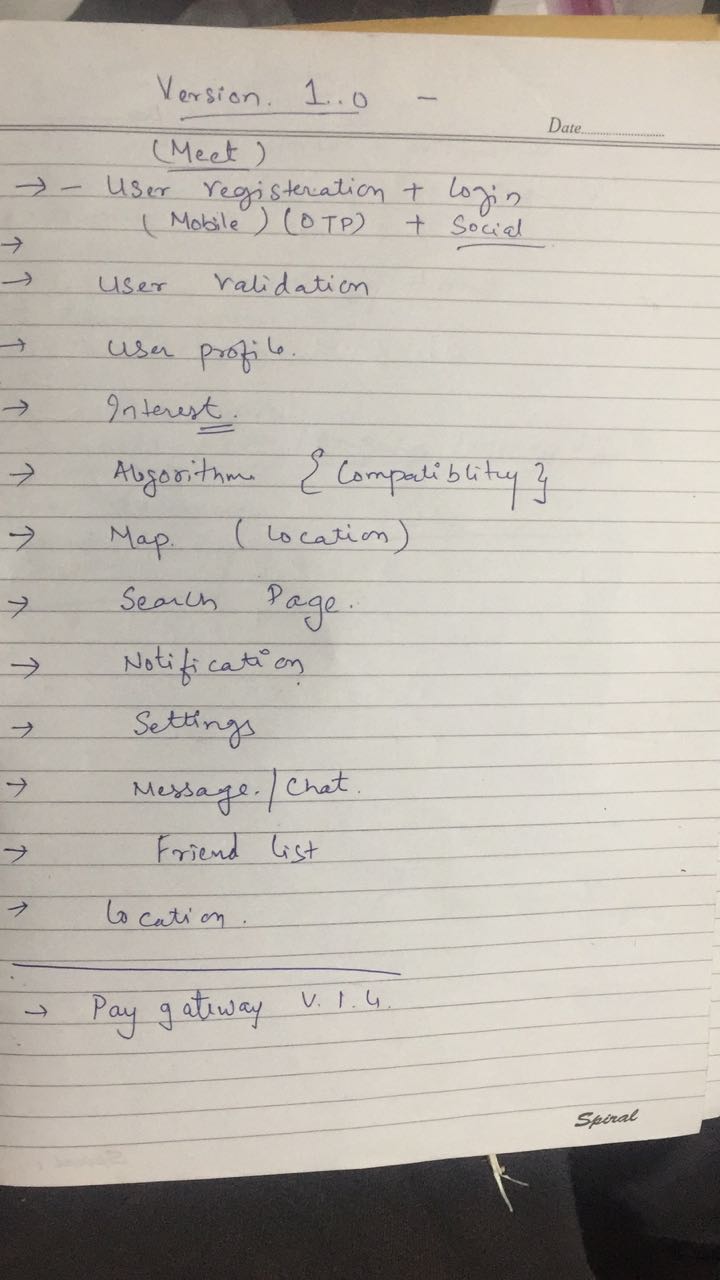 Version. 1..0 -
Date
(Meet)
→ - User registeration + login
(Mobile) (OTP) + Social
→
→ User validation
→ User profile.
→ Interest.
→ Algorithm {Compatiblity}
→ Map. (location)
→ Search Page.
→ Notification
→ Settings
→ Message./Chat.
→ Friend list
→ location.
→ Pay gateway V.1.4.
Spiral